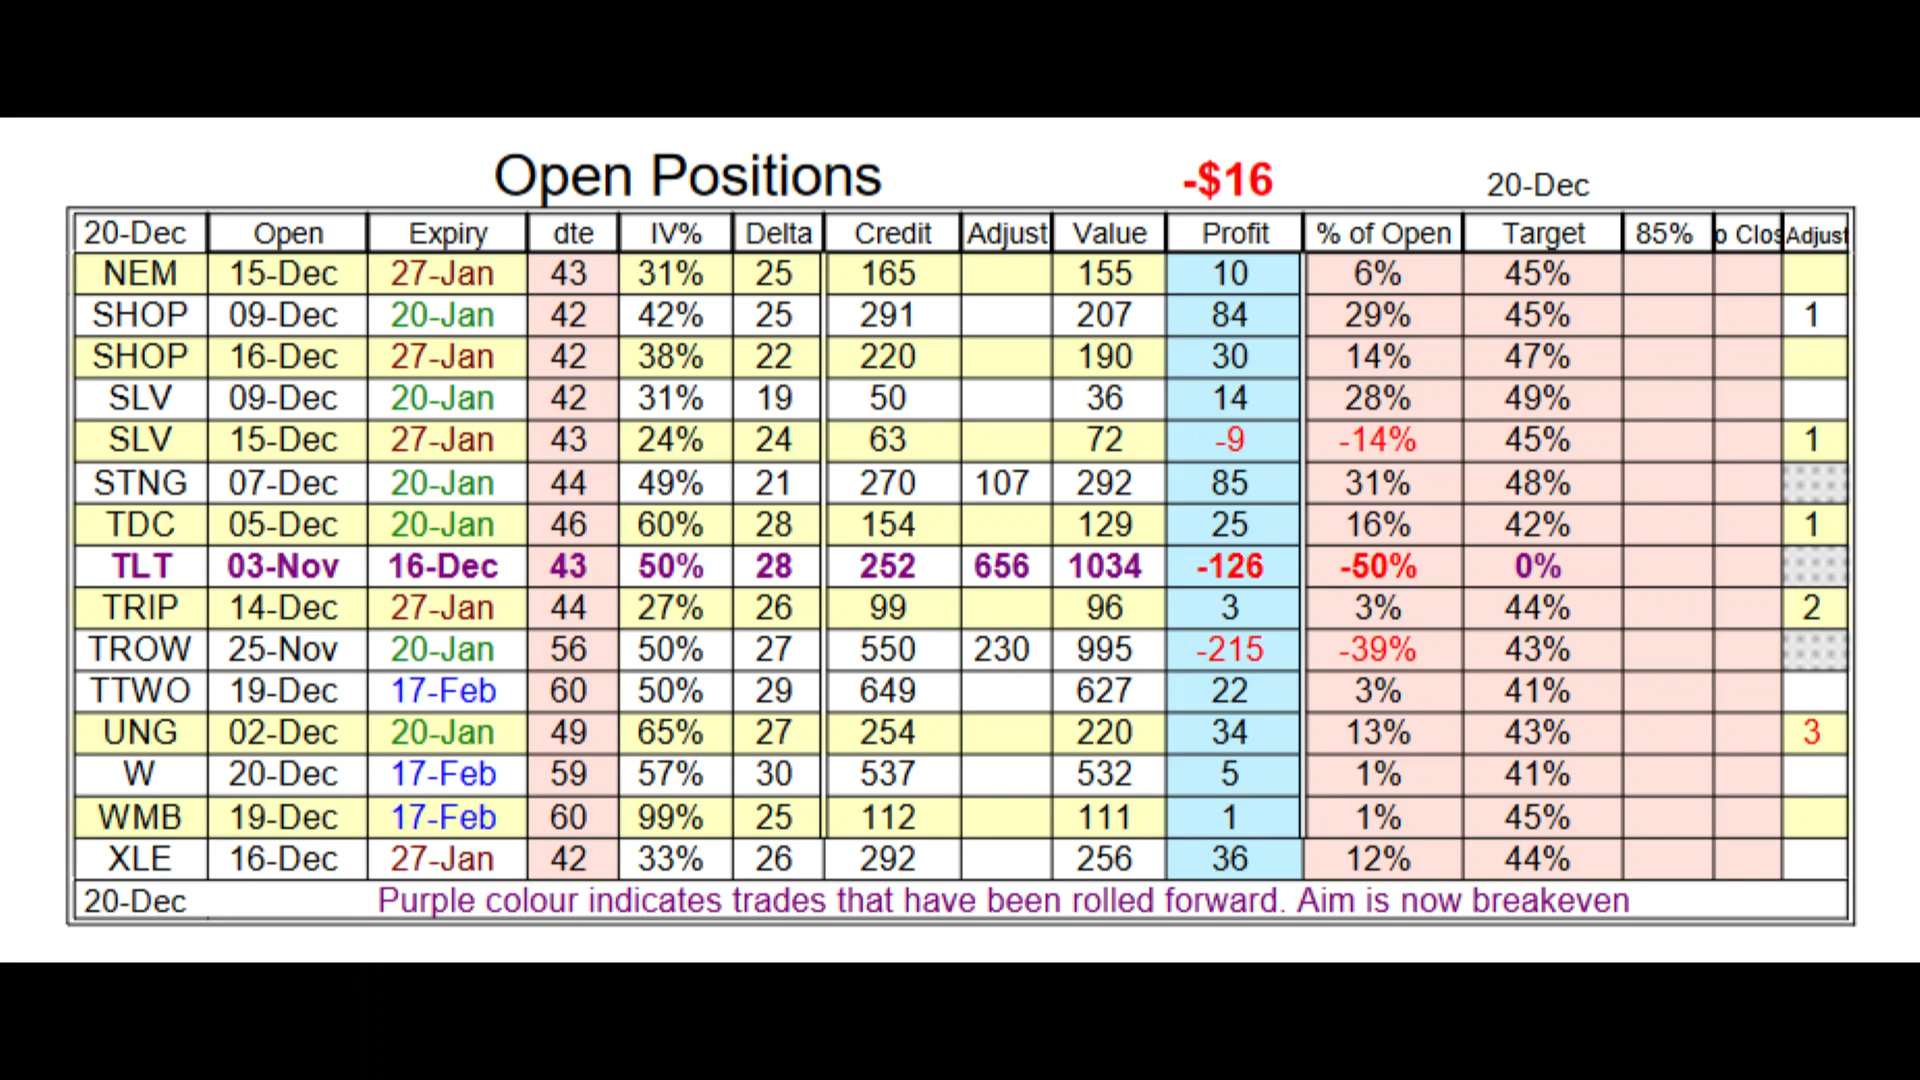 Open Positions -$16 20-Dec
20-Dec Open Expiry dte IV% Delta Credit Adjust Value Profit % of Open Target 85% o Clos Adjust
NEM 15-Dec 27-Jan 43 31% 25 165 155 10 6% 45%
SHOP 09-Dec 20-Jan 42 42% 25 291 207 84 29% 45% 1
SHOP 16-Dec 27-Jan 42 38% 22 220 190 30 14% 47%
SLV 09-Dec 20-Jan 42 31% 19 50 36 14 28% 49%
SLV 15-Dec 27-Jan 43 24% 24 63 72 -9 -14% 45% 1
STNG 07-Dec 20-Jan 44 49% 21 270 107 292 85 31% 48%
TDC 05-Dec 20-Jan 46 60% 28 154 129 25 16% 42% 1
TLT 03-Nov 16-Dec 43 50% 28 252 656 1034 -126 -50% 0%
TRIP 14-Dec 27-Jan 44 27% 26 99 96 3 3% 44% 2
TROW 25-Nov 20-Jan 56 50% 27 550 230 995 -215 -39% 43%
TTWO 19-Dec 17-Feb 60 50% 29 649 627 22 3% 41%
UNG 02-Dec 20-Jan 49 65% 27 254 220 34 13% 43% 3
W 20-Dec 17-Feb 59 57% 30 537 532 5 1% 41%
WMB 19-Dec 17-Feb 60 99% 25 112 111 1 1% 45%
XLE 16-Dec 27-Jan 42 33% 26 292 256 36 12% 44%
20-Dec Purple colour indicates trades that have been rolled forward. Aim is now breakeven